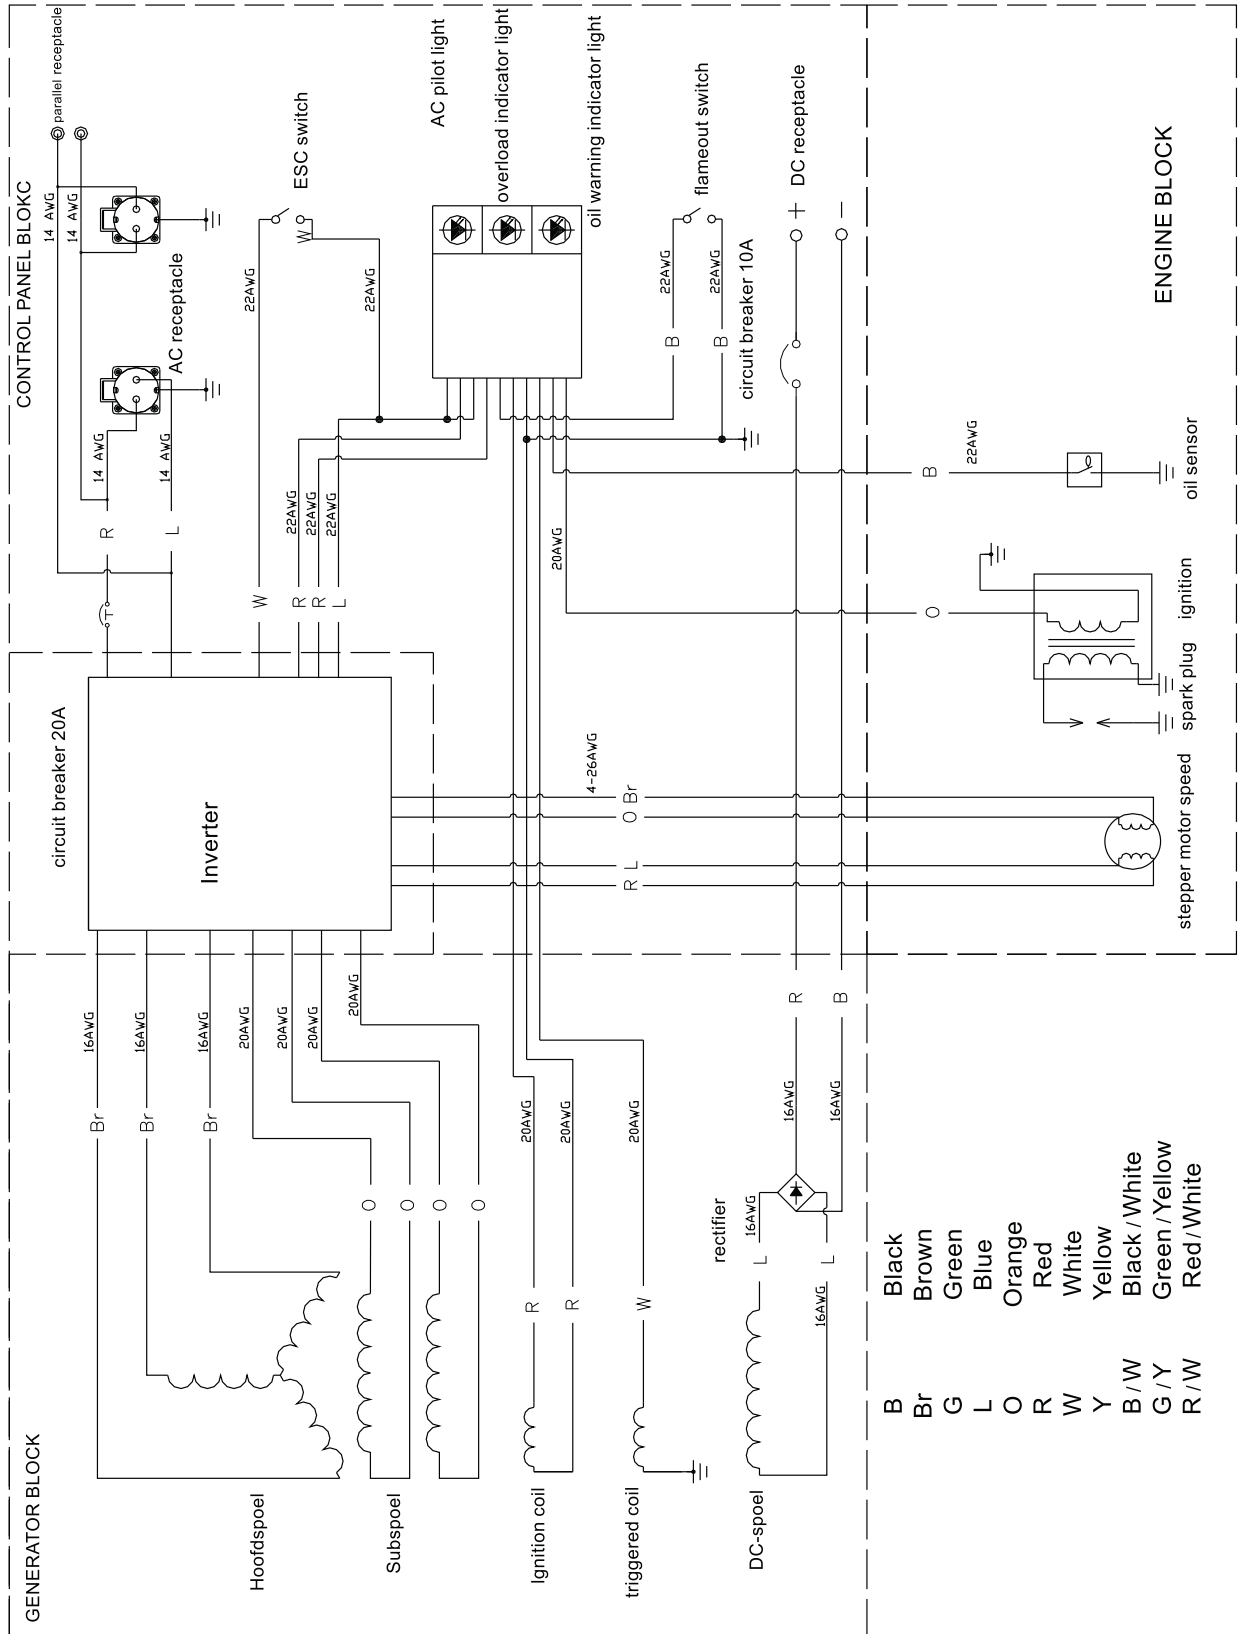 GENERATOR BLOCK
Hoofdspoel
Subspoel
Ignition coil
triggered coil
DC-spoel
Br
Br
Br
16AWG
16AWG
16AWG
20AWG
20AWG
20AWG
20AWG
O
O
O
O
R
R
W
20AWG
20AWG
20AWG
rectifier
16AWG
L
L
16AWG
16AWG
16AWG
R
B
circuit breaker 20A
Inverter
CONTROL PANEL BLOKC
parallel receptacle
14 AWG
14 AWG
AC receptacle
14 AWG
14 AWG
R
L
ESC switch
W
22AWG
22AWG
W
R
R
L
22AWG
22AWG
22AWG
AC pilot light
overload indicator light
oil warning indicator light
flameout switch
22AWG
22AWG
B
B
circuit breaker 10A
DC receptacle
+
−
20AWG
4-26AWG
Br
O
L
R
ENGINE BLOCK
B
22AWG
oil sensor
O
ignition
spark plug
stepper motor speed
B Black
Br Brown
G Green
L Blue
O Orange
R Red
W White
Y Yellow
B / W Black / White
G / Y Green / Yellow
R / W Red / White